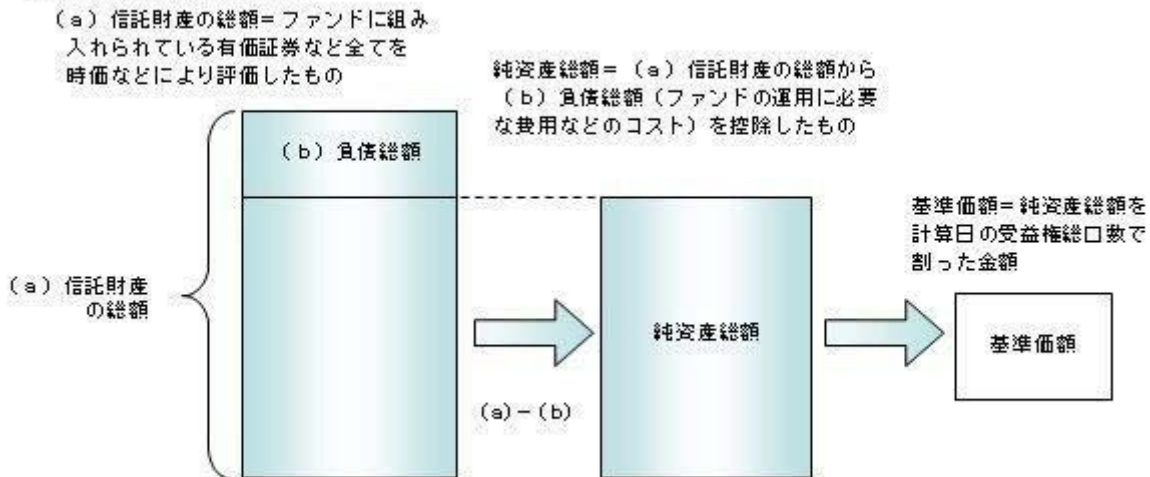 (a)信託財産の総額=ファンドに組み
入れられている有価証券など全てを
時価などにより評価したもの
純資産総額=(a)信託財産の総額から
(b)負債総額(ファンドの運用に必要
な費用などのコスト)を控除したもの
(b)負債総額
基準価額=純資産総額を
計算日の受益権総口数で
割った金額
(a)信託財産
の総額
純資産総額
基準価額
(a)-(b)